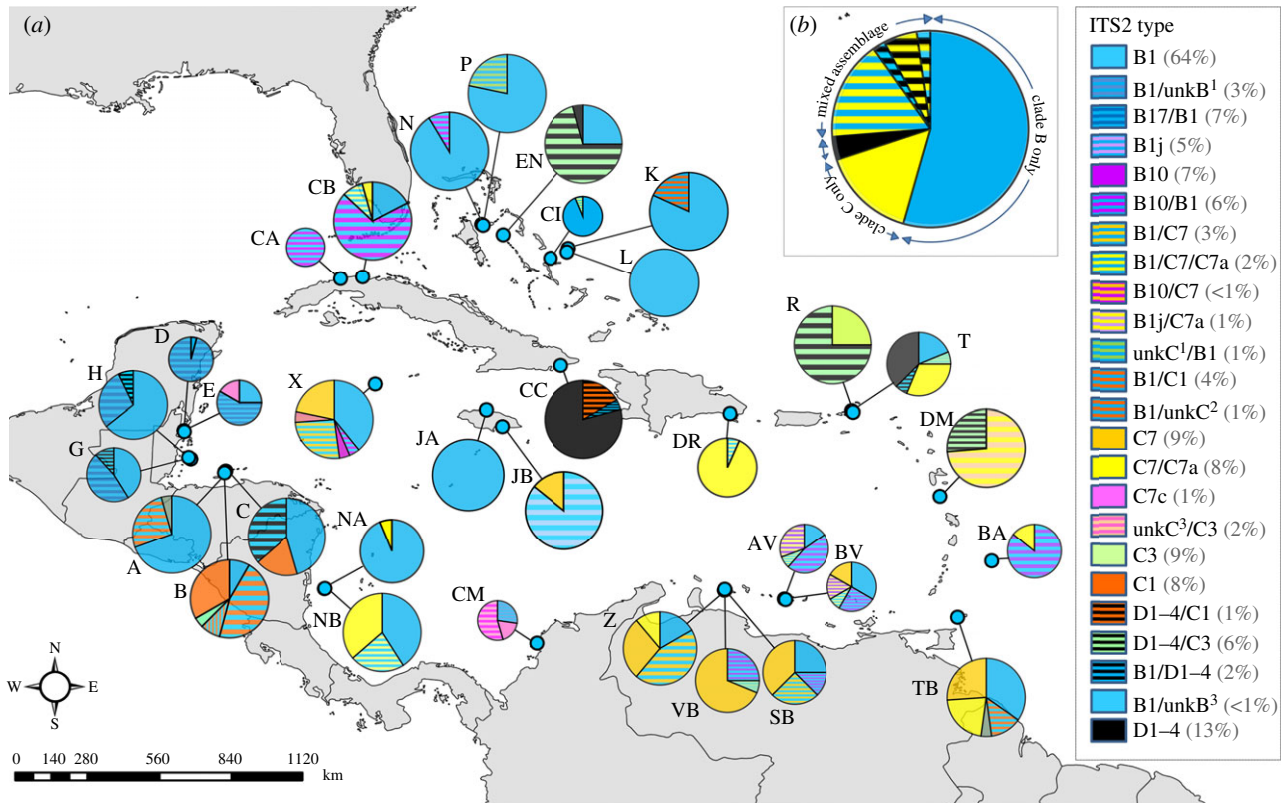 (a)
P
N
EN
K
CB
CI
CA
L
D
H
E
X
R
T
CC
G
JA
DR
DM
JB
C
NA
A
AV
BV
BA
B
NB
CM
Z
VB
SB
TB
N
W E
S
0 140 280 560 840 1120
km
(b)
mixed assemblage
clade B only
clade C only
ITS2 type
B1 (64%)
B1/unkB¹ (3%)
B17/B1 (7%)
B1j (5%)
B10 (7%)
B10/B1 (6%)
B1/C7 (3%)
B1/C7/C7a (2%)
B10/C7 (<1%)
B1j/C7a (1%)
unkC¹/B1 (1%)
B1/C1 (4%)
B1/unkC² (1%)
C7 (9%)
C7/C7a (8%)
C7c (1%)
unkC³/C3 (2%)
C3 (9%)
C1 (8%)
D1–4/C1 (1%)
D1–4/C3 (6%)
B1/D1–4 (2%)
B1/unkB³ (<1%)
D1–4 (13%)